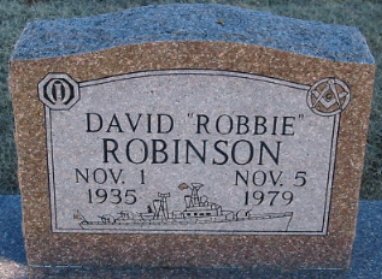 DAVID "ROBBIE"
ROBINSON
NOV. 1 NOV. 5
1935 1979